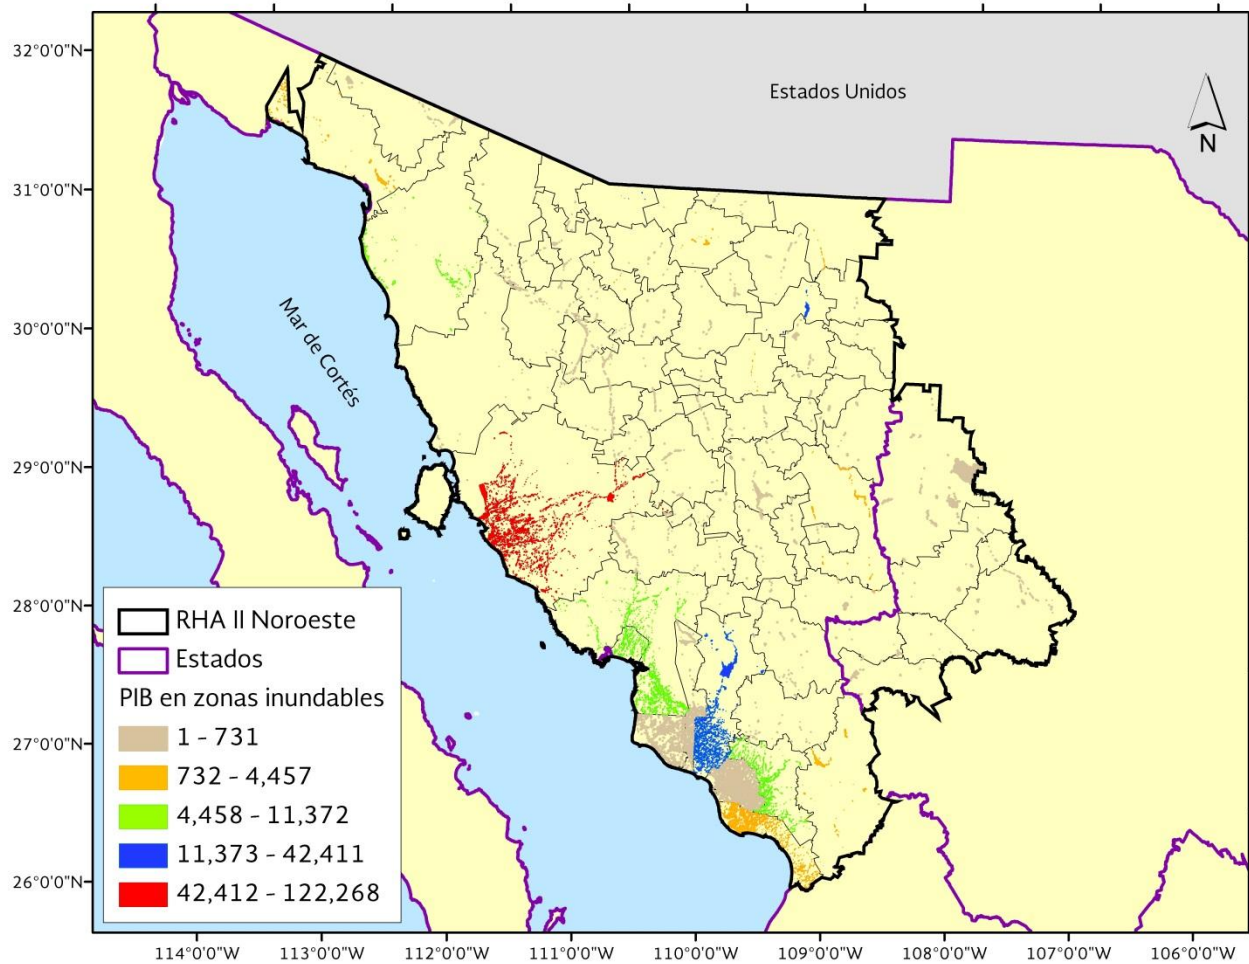 32°0'0"N
31°0'0"N
30°0'0"N
29°0'0"N
28°0'0"N
27°0'0"N
26°0'0"N
Estados Unidos
N
Mar de Cortés
RHA II Noroeste
Estados
PIB en zonas inundables
1 - 731
732 - 4,457
4,458 - 11,372
11,373 - 42,411
42,412 - 122,268
114°0'0"W 113°0'0"W 112°0'0"W 111°0'0"W 110°0'0"W 109°0'0"W 108°0'0"W 107°0'0"W 106°0'0"W